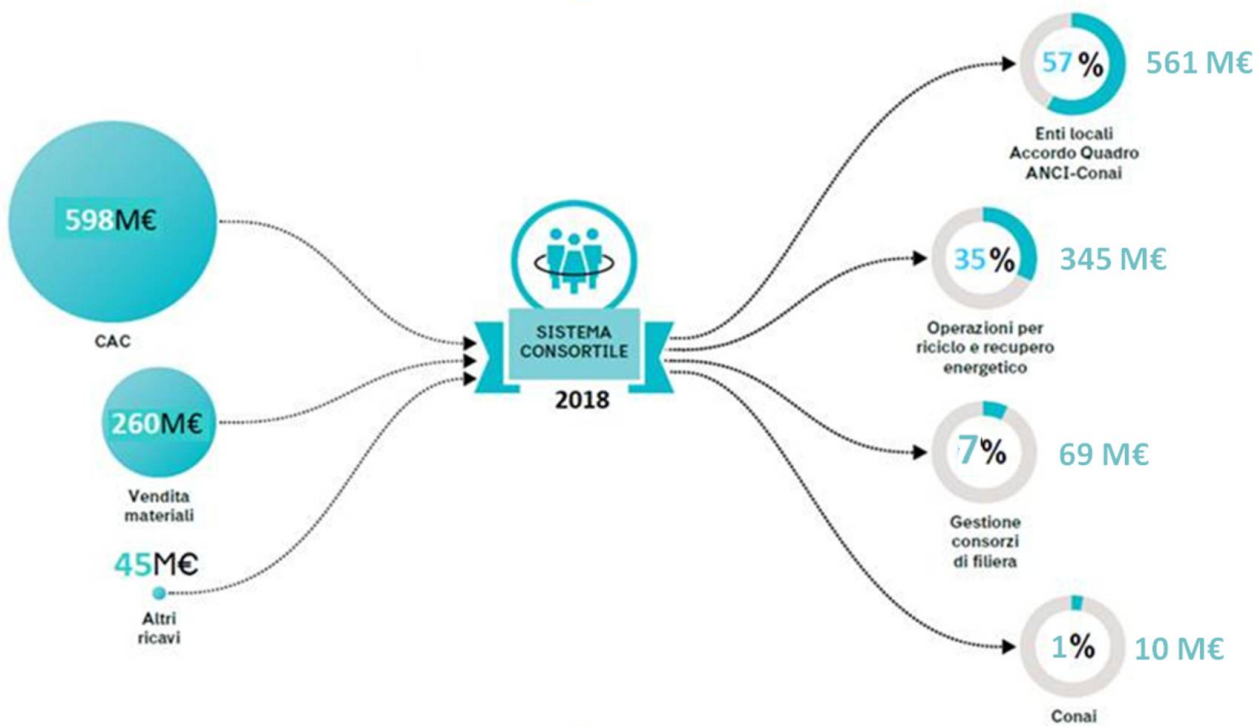 598M€
CAC
260M€
Vendita
materiali
45M€
Altri
ricavi
SISTEMA
CONSORTILE
2018
57 % 561 M€
Enti locali
Accordo Quadro
ANCI-Conai
35% 345 M€
Operazioni per
riciclo e recupero
energetico
7% 69 M€
Gestione
consorzi
di filiera
1% 10 M€
Conai